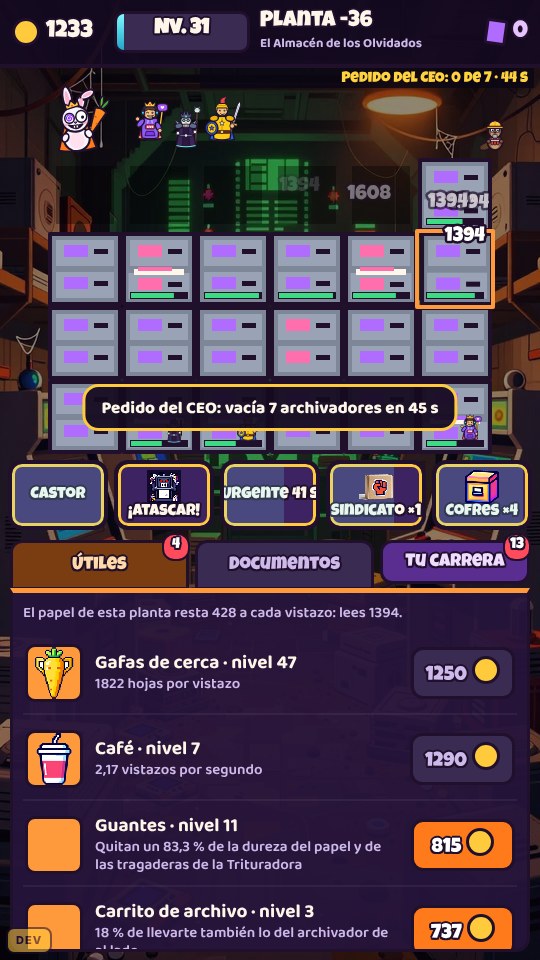 1233
NV. 31
PLANTA -36
El Almacén de los Olvidados
0
PEDIDO DEL CEO: 0 DE 7 · 44 S
1394
1608
1394
Pedido del CEO: vacía 7 archivadores en 45 s
CASTOR
¡ATASCAR!
URGENTE 41 S
SINDICATO ×1
COFRES ×4
ÚTILES
4
DOCUMENTOS
TU CARRERA
13
El papel de esta planta resta 428 a cada vistazo: lees 1394.
Gafas de cerca · nivel 47
1822 hojas por vistazo
1250
Café · nivel 7
2,17 vistazos por segundo
1290
Guantes · nivel 11
Quitan un 83,3 % de la dureza del papel y de
las tragaderas de la Trituradora
815
Carrito de archivo · nivel 3
18 % de llevarte también lo del archivador de
al lado
737
DEV